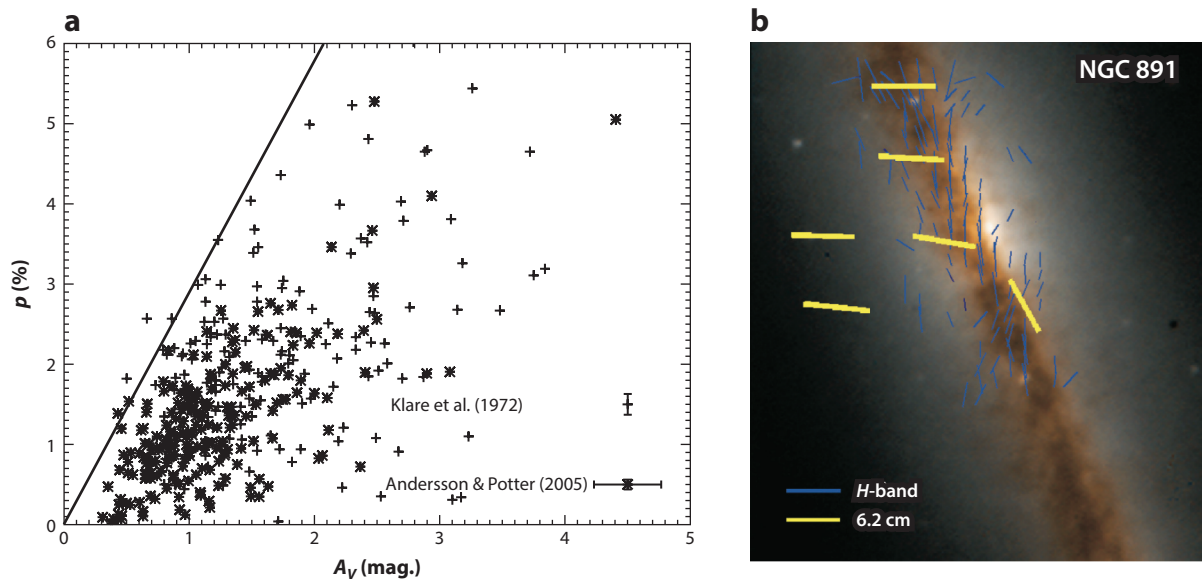 a
6
5
4
3
2
1
0
p (%)
0 1 2 3 4 5
A_V (mag.)
Klare et al. (1972)
Andersson & Potter (2005)
b
NGC 891
H-band
6.2 cm